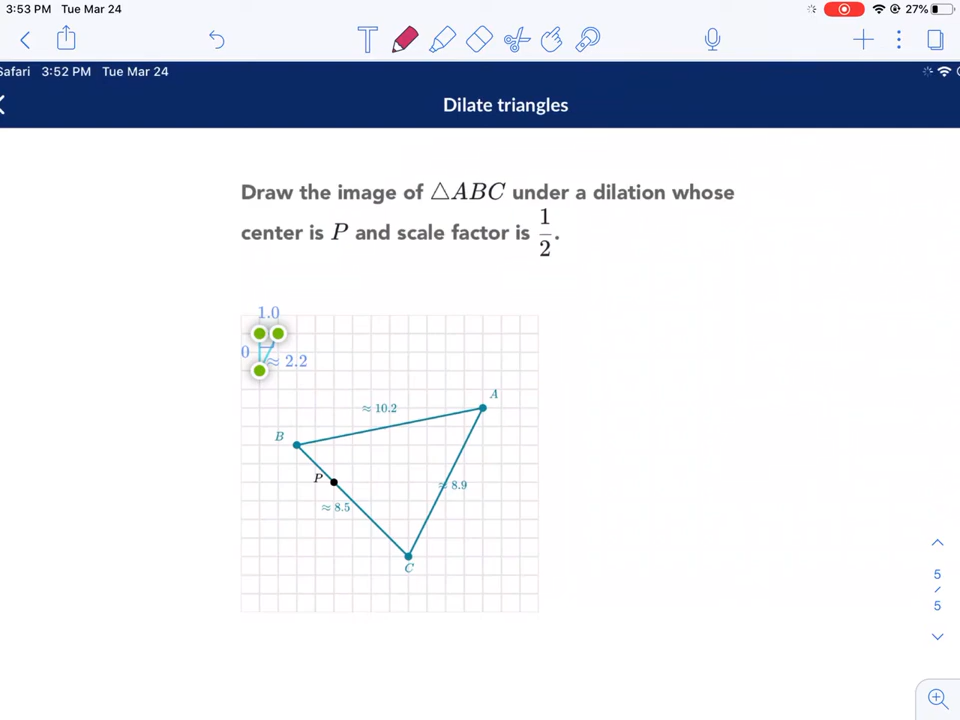 3:53 PM Tue Mar 24
27%
T
Safari 3:52 PM Tue Mar 24
Dilate triangles
Draw the image of △ABC under a dilation whose
center is P and scale factor is 1/2.
1.0
0
≈ 2.2
A
≈ 10.2
B
P
≈ 8.9
≈ 8.5
C
5
/
5